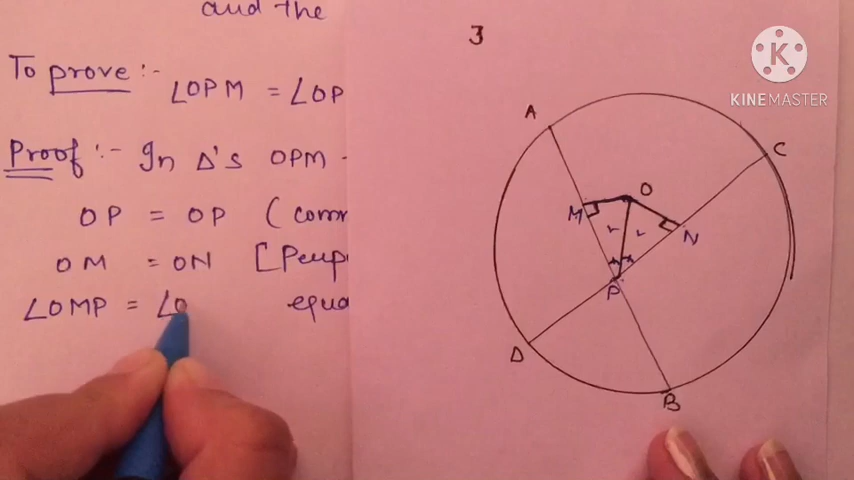 and the
To prove :- ∠OPM = ∠OP
Proof :- In Δ's OPM -
OP = OP (comm
OM = ON [Perp
∠OMP = ∠O equa
3
K
KINEMASTER
A
C
O
M
N
P
D
B